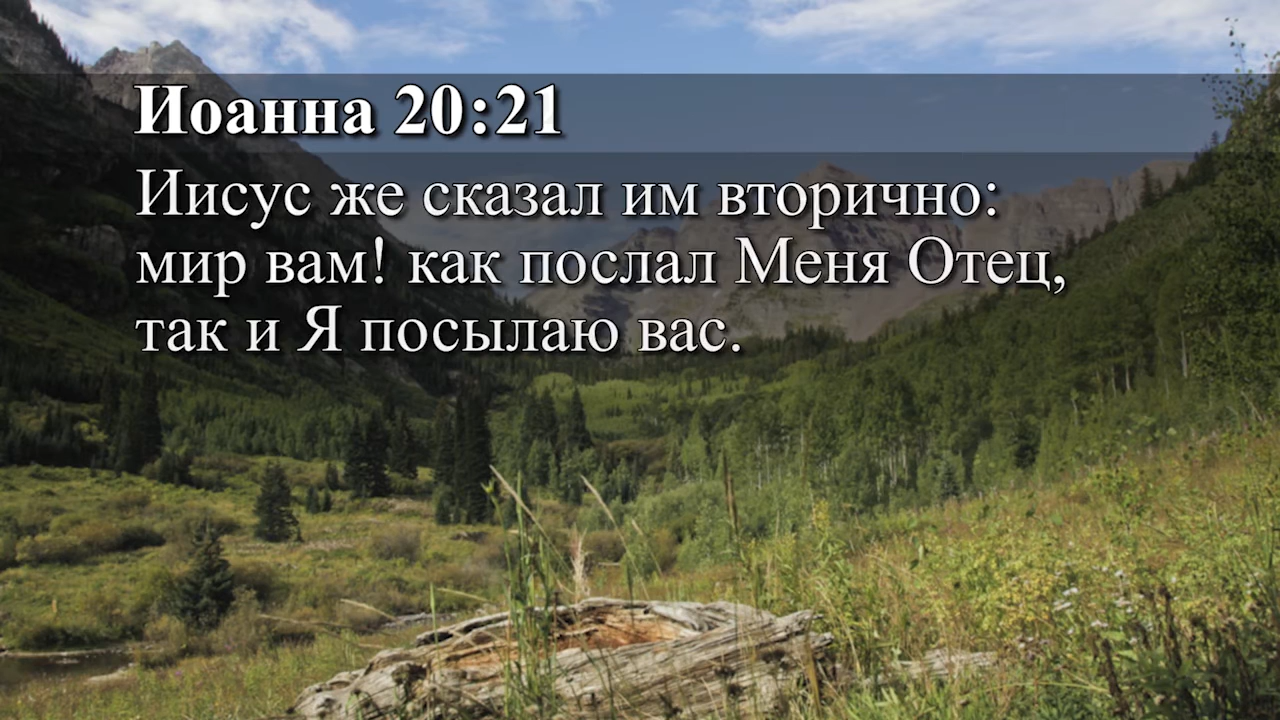 Иоанна 20:21
Иисус же сказал им вторично:
мир вам! как послал Меня Отец,
так и Я посылаю вас.